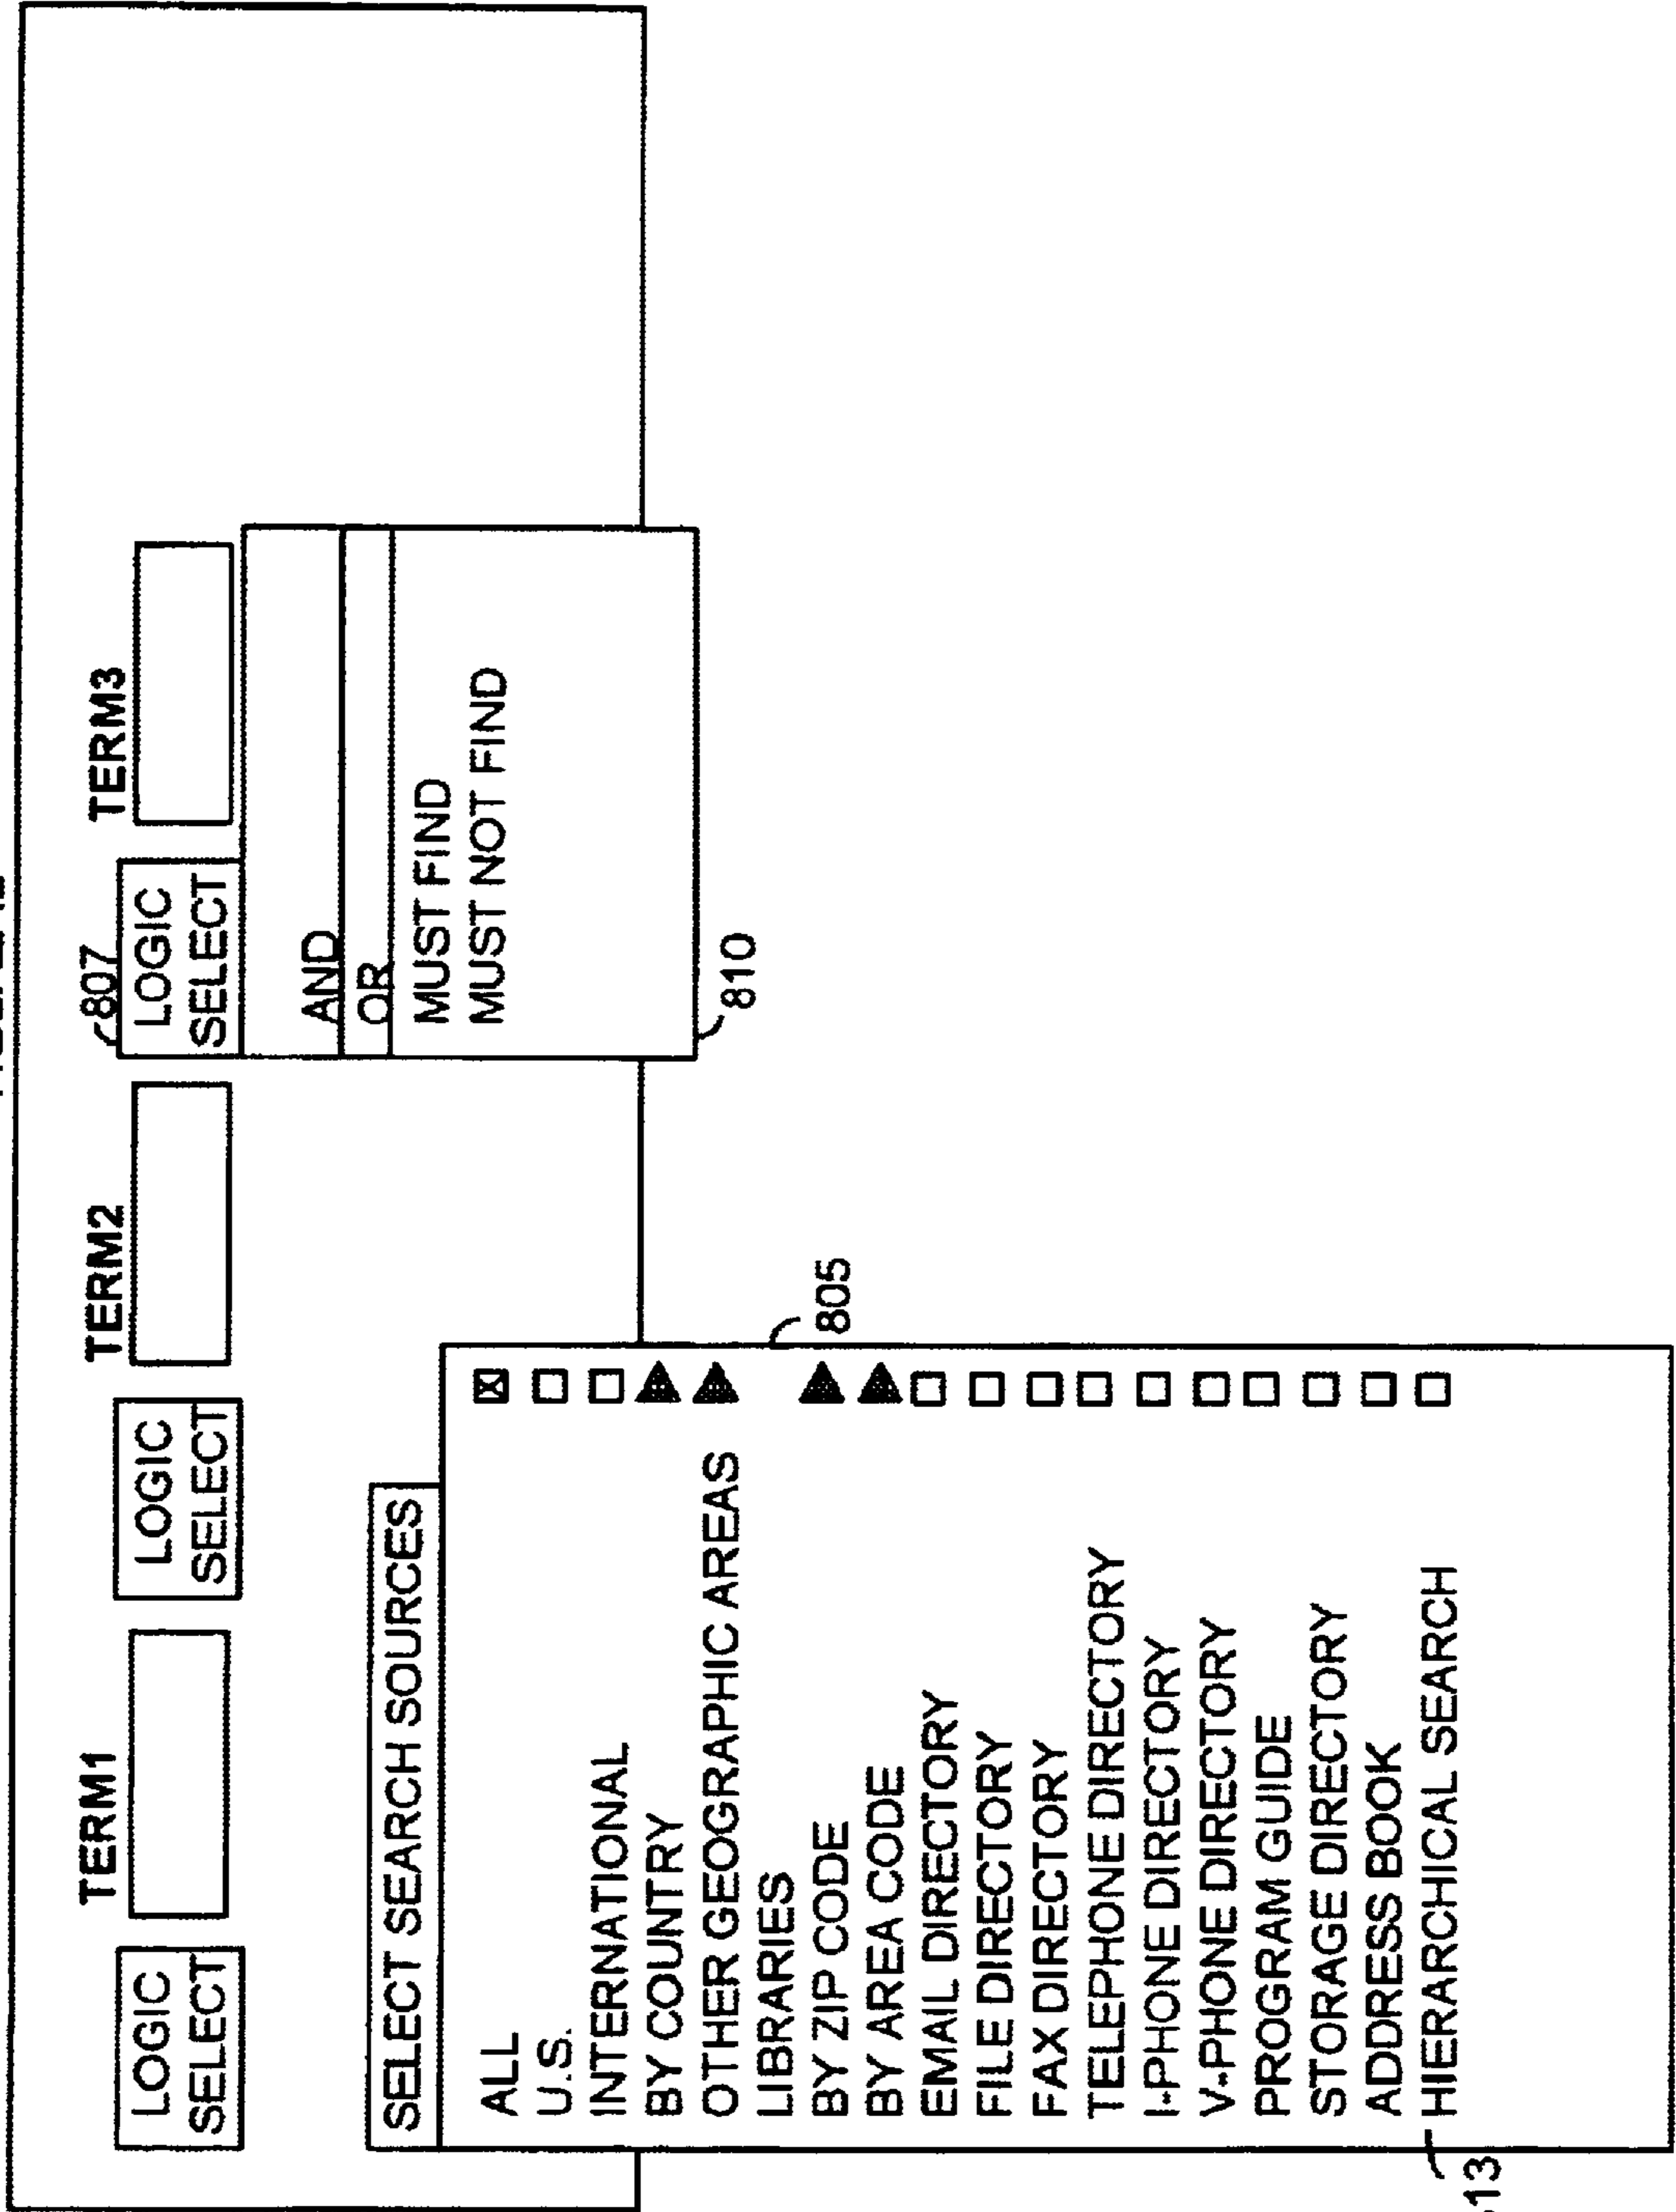 TERM1
TERM2
TERM3
807
LOGIC
SELECT
LOGIC
SELECT
LOGIC
SELECT
AND
OR
MUST FIND
MUST NOT FIND
810
SELECT SEARCH SOURCES
ALL
U.S.
INTERNATIONAL
BY COUNTRY
OTHER GEOGRAPHIC AREAS
LIBRARIES
BY ZIP CODE
BY AREA CODE
EMAIL DIRECTORY
FILE DIRECTORY
FAX DIRECTORY
TELEPHONE DIRECTORY
I-PHONE DIRECTORY
V-PHONE DIRECTORY
PROGRAM GUIDE
STORAGE DIRECTORY
ADDRESS BOOK
HIERARCHICAL SEARCH
805